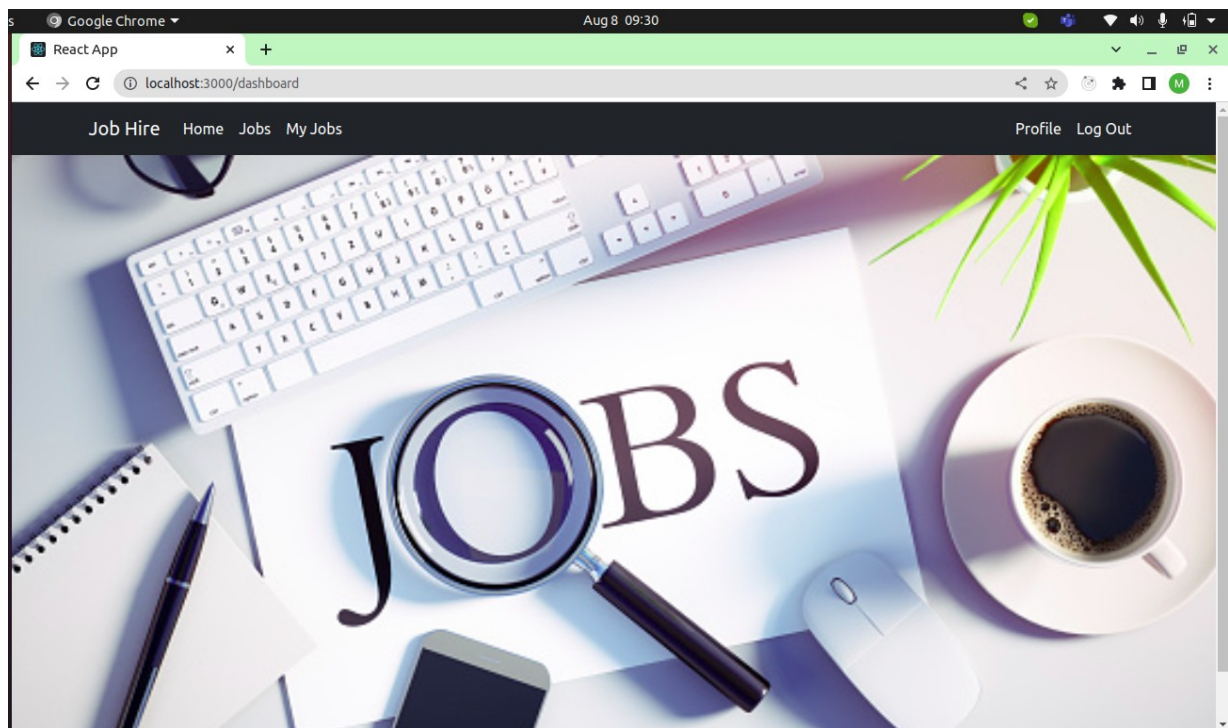 s Google Chrome Aug 8 09:30
React App
localhost:3000/dashboard M
Job Hire Home Jobs My Jobs Profile Log Out
JOBS